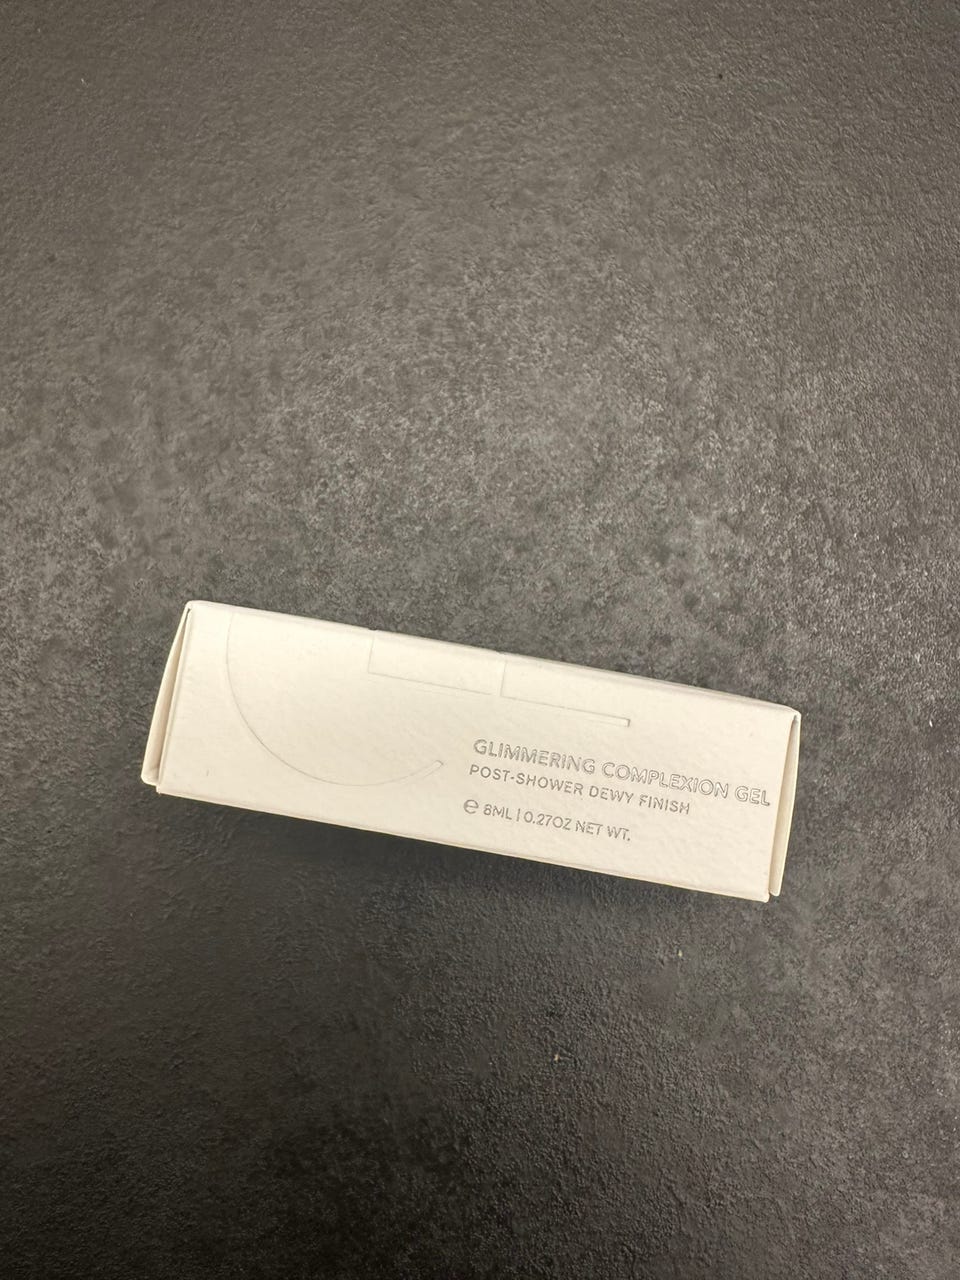 GLIMMERING COMPLEXION GEL
POST-SHOWER DEWY FINISH
℮ 8ML | 0.27OZ NET WT.